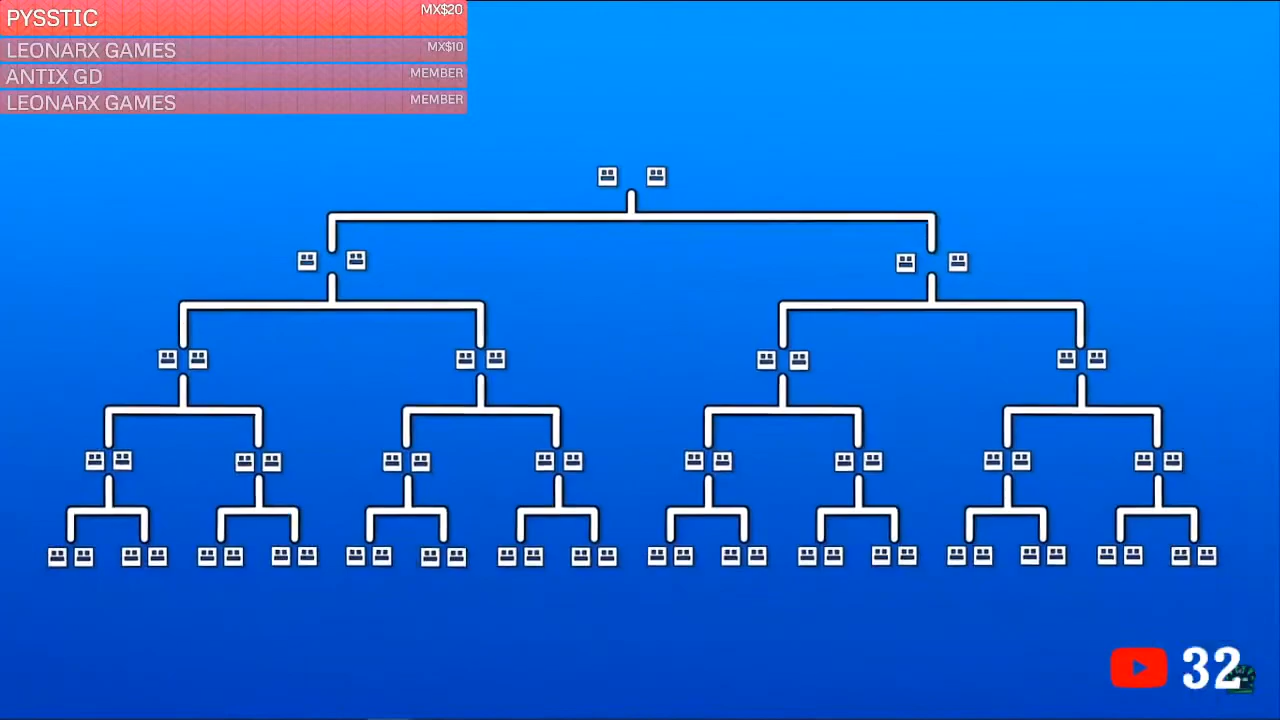 PYSSTIC MX$20
LEONARX GAMES MX$10
ANTIX GD MEMBER
LEONARX GAMES MEMBER
32